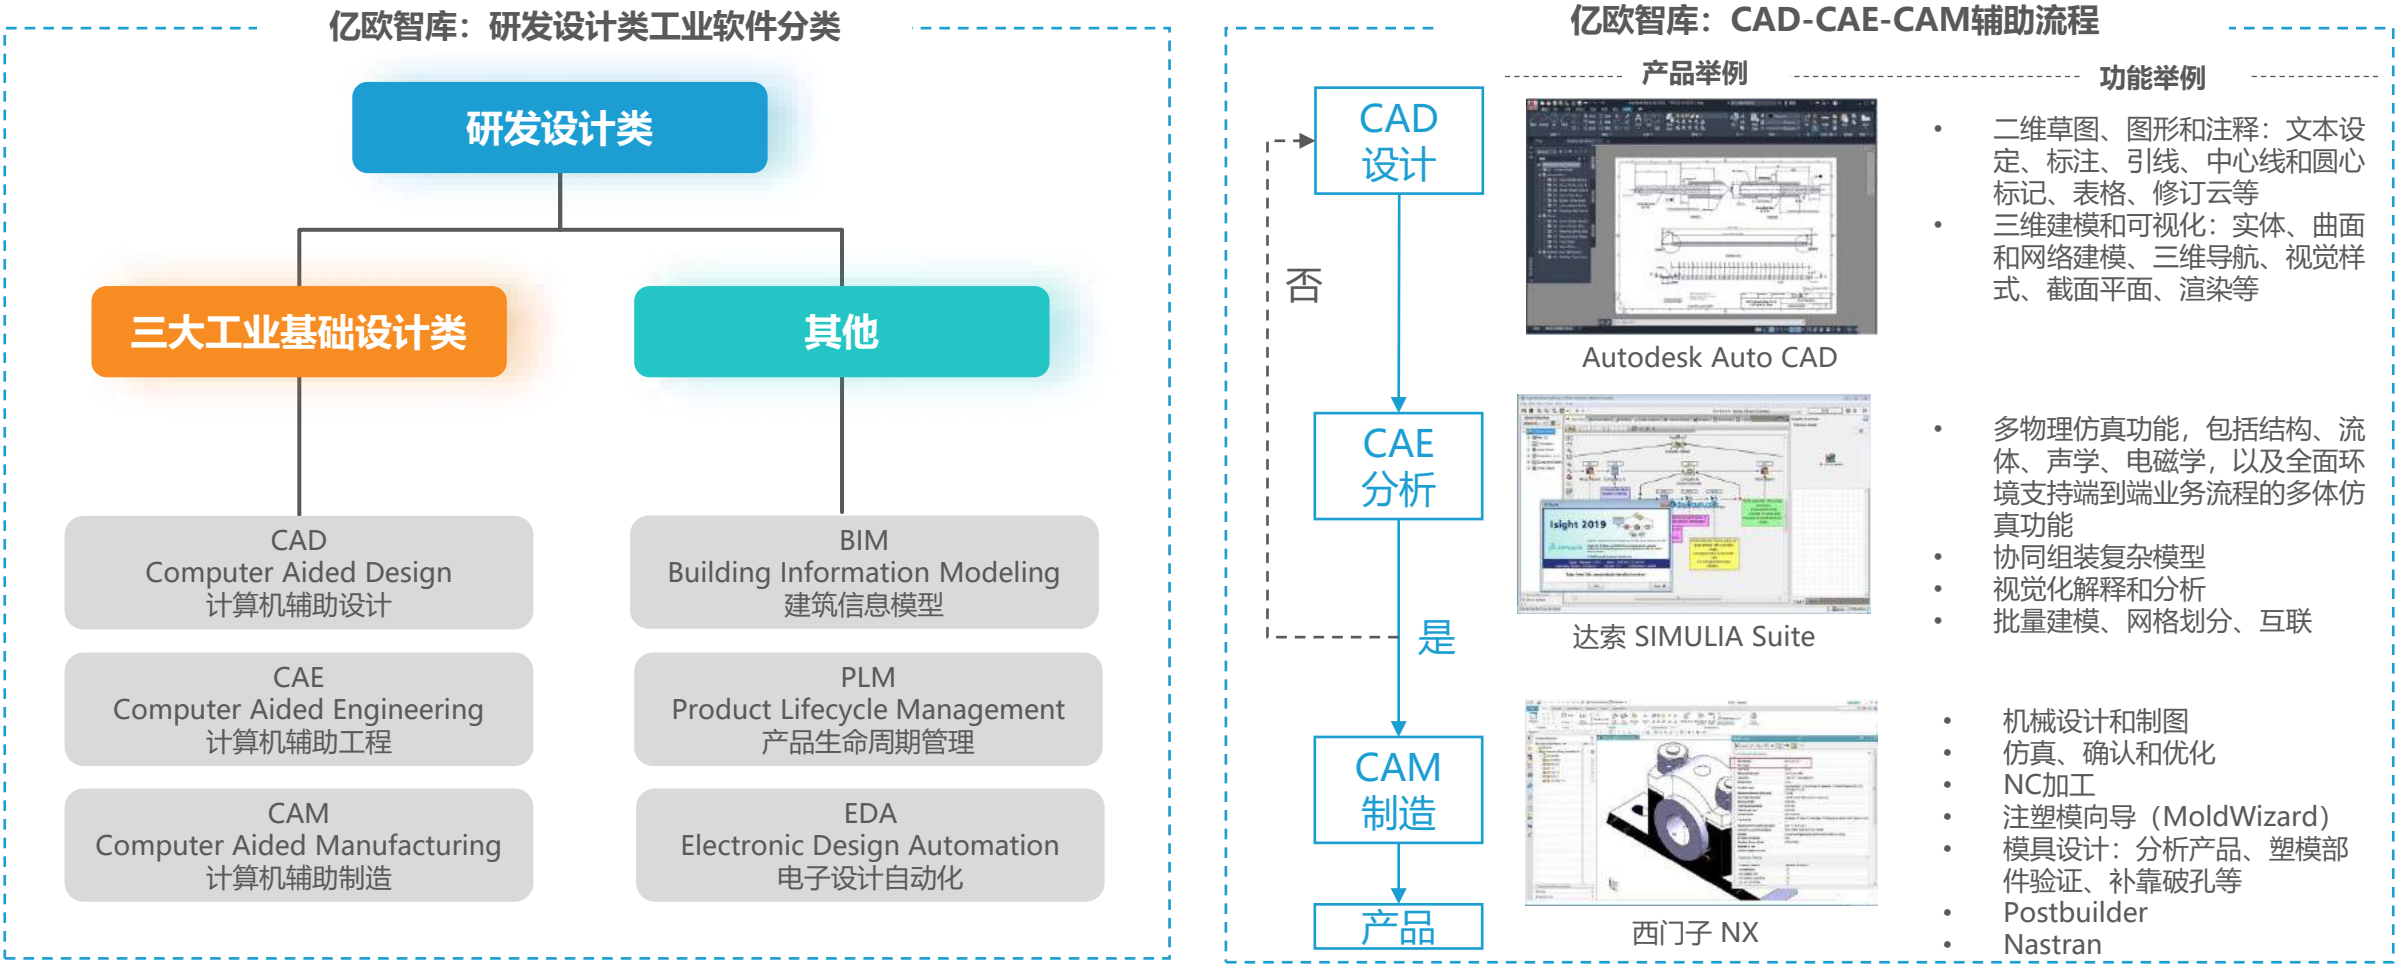 亿欧智库：研发设计类工业软件分类
研发设计类
三大工业基础设计类
其他
CAD
Computer Aided Design
计算机辅助设计
CAE
Computer Aided Engineering
计算机辅助工程
CAM
Computer Aided Manufacturing
计算机辅助制造
BIM
Building Information Modeling
建筑信息模型
PLM
Product Lifecycle Management
产品生命周期管理
EDA
Electronic Design Automation
电子设计自动化
亿欧智库：CAD-CAE-CAM辅助流程
产品举例
功能举例
CAD
设计
否
CAE
分析
是
CAM
制造
产品
Autodesk Auto CAD
Isight 2019
达索 SIMULIA Suite
西门子 NX
• 二维草图、图形和注释：文本设
定、标注、引线、中心线和圆心
标记、表格、修订云等
• 三维建模和可视化：实体、曲面
和网络建模、三维导航、视觉样
式、截面平面、渲染等
• 多物理仿真功能，包括结构、流
体、声学、电磁学，以及全面环
境支持端到端业务流程的多体仿
真功能
• 协同组装复杂模型
• 视觉化解释和分析
• 批量建模、网格划分、互联
• 机械设计和制图
• 仿真、确认和优化
• NC加工
• 注塑模向导（MoldWizard）
• 模具设计：分析产品、塑模部
件验证、补靠破孔等
• Postbuilder
• Nastran